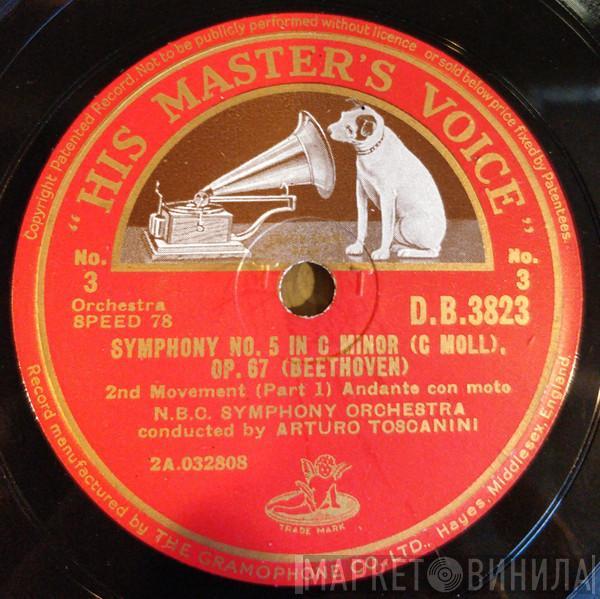 Copyright Patented Record. Not to be publicly performed without licence or sold below price fixed by Patentees.
"HIS MASTER'S VOICE"
No.
3
No.
3
Orchestra
SPEED 78
D.B.3823
SYMPHONY NO. 5 IN C MINOR (C MOLL),
OP. 67 (BEETHOVEN)
2nd Movement (Part 1) Andante con moto
N.B.C. SYMPHONY ORCHESTRA
conducted by ARTURO TOSCANINI
2A.032808
TRADE MARK
Record manufactured by THE GRAMOPHONE CO., LTD., Hayes, Middlesex, England.
МАРКЕТ ВИНИЛА